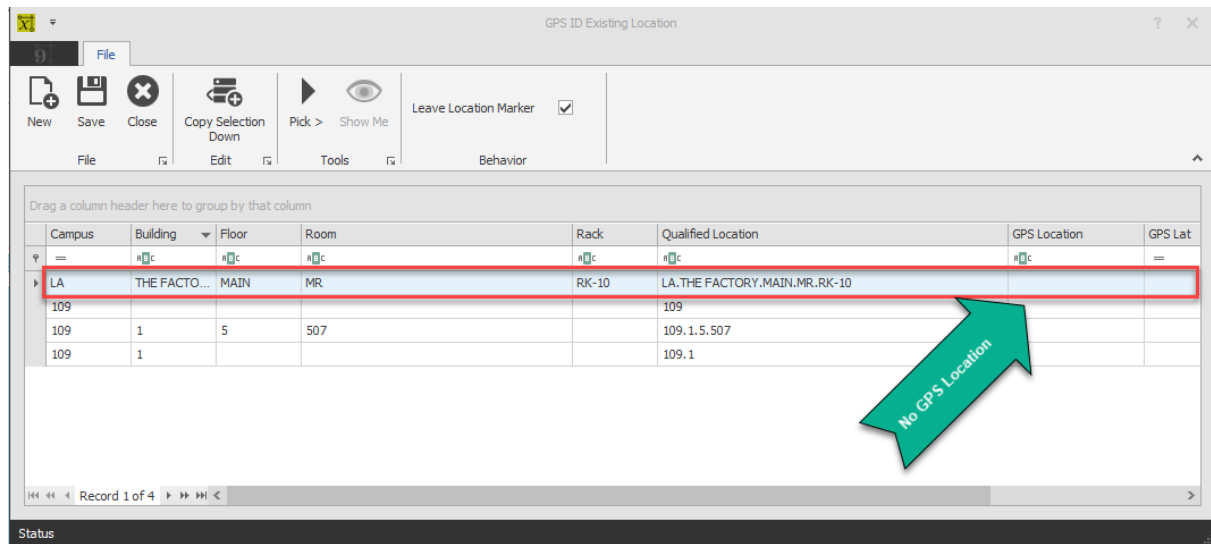 GPS ID Existing Location
File
New Save Close Copy Selection Down Pick > Show Me Leave Location Marker
File Edit Tools Behavior
Drag a column header here to group by that column
Campus Building Floor Room Rack Qualified Location GPS Location GPS Lat
LA THE FACTO... MAIN MR RK-10 LA.THE FACTORY.MAIN.MR.RK-10
109 109
109 1 5 507 109.1.5.507
109 1 109.1
No GPS Location
Record 1 of 4
Status